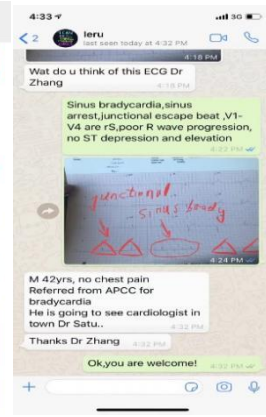 4:33
3G
2
leru
last seen today at 4:32 PM
4:18 PM
Wat do u think of this ECG Dr
Zhang
4:18 PM
Sinus bradycardia,sinus
arrest,junctional escape beat ,V1-
V4 are rS,poor R wave progression,
no ST depression and elevation
4:22 PM
junctional
sinus brady
4:24 PM
M 42yrs, no chest pain
Referred from APCC for
bradycardia
He is going to see cardiologist in
town Dr Satu..
4:32 PM
Thanks Dr Zhang
4:32 PM
Ok,you are welcome!
4:32 PM